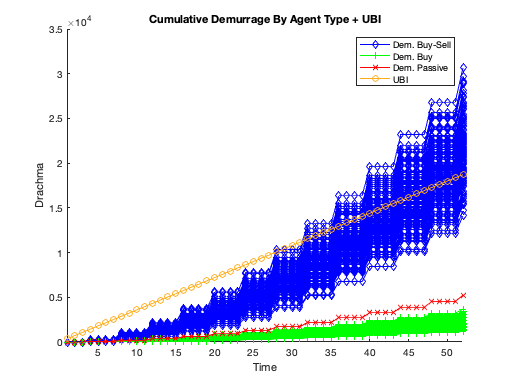 Cumulative Demurrage By Agent Type + UBI
×10^4
3.5
3
2.5
2
1.5
1
0.5
0
Drachma
5 10 15 20 25 30 35 40 45 50
Time
Dem. Buy-Sell
Dem. Buy
Dem. Passive
UBI